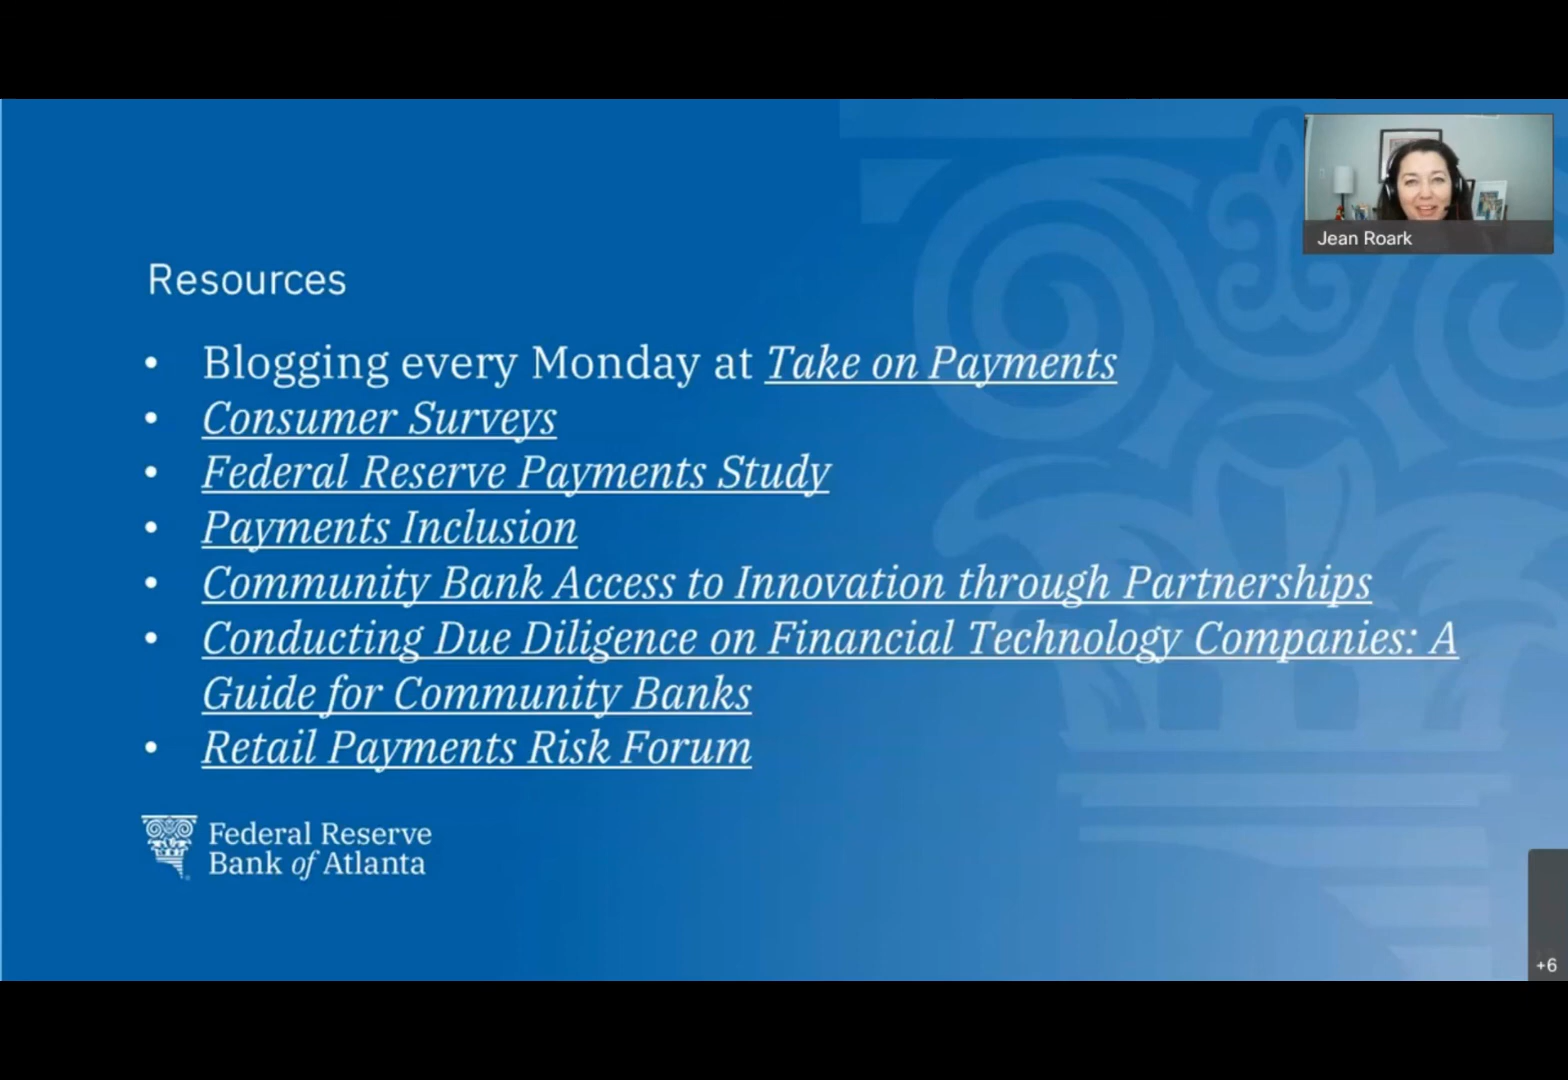 Jean Roark
Resources
• Blogging every Monday at Take on Payments
• Consumer Surveys
• Federal Reserve Payments Study
• Payments Inclusion
• Community Bank Access to Innovation through Partnerships
• Conducting Due Diligence on Financial Technology Companies: A
Guide for Community Banks
• Retail Payments Risk Forum
Federal Reserve
Bank of Atlanta
+6